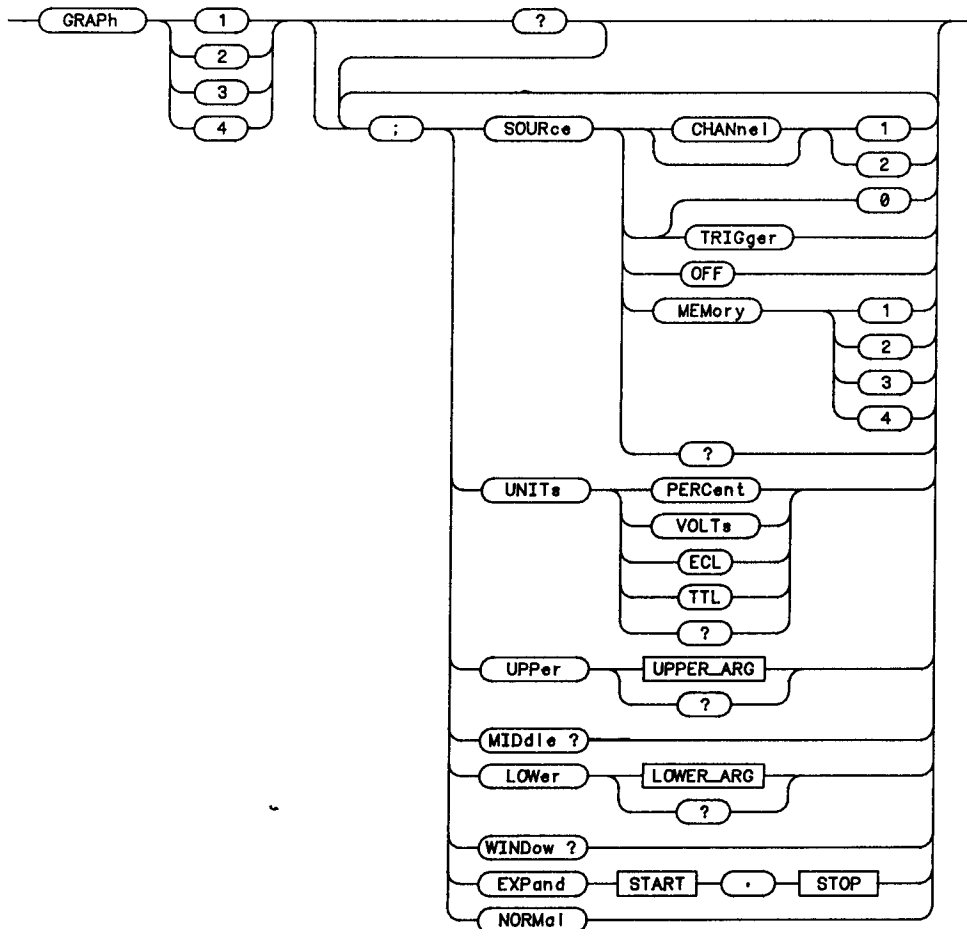 GRAPh 1 ?
2
3
4
; SOURce CHANnel 1
2
0
TRIGger
OFF
MEMory 1
2
3
4
?
UNITs PERCent
VOLTs
ECL
TTL
?
UPPer UPPER_ARG
?
MIDdle ?
LOWer LOWER_ARG
?
WINDow ?
EXPand START , STOP
NORMal